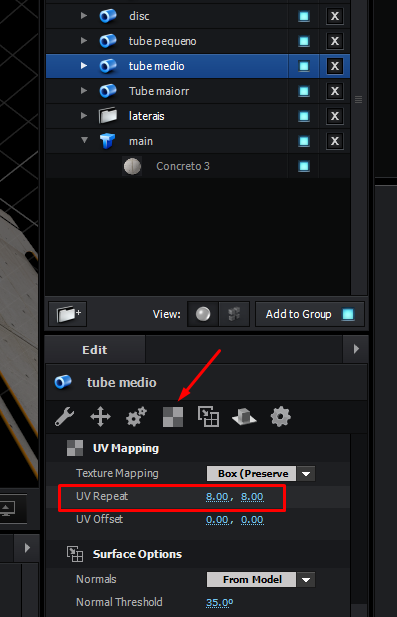 disc
tube pequeno
tube medio X
Tube maiorr X
laterais X
main X
Concreto 3
View: Add to Group
Edit
tube medio
UV Mapping
Texture Mapping Box (Preserve
UV Repeat 8.00, 8.00
UV Offset 0.00, 0.00
Surface Options
Normals From Model
Normal Threshold 35.0º